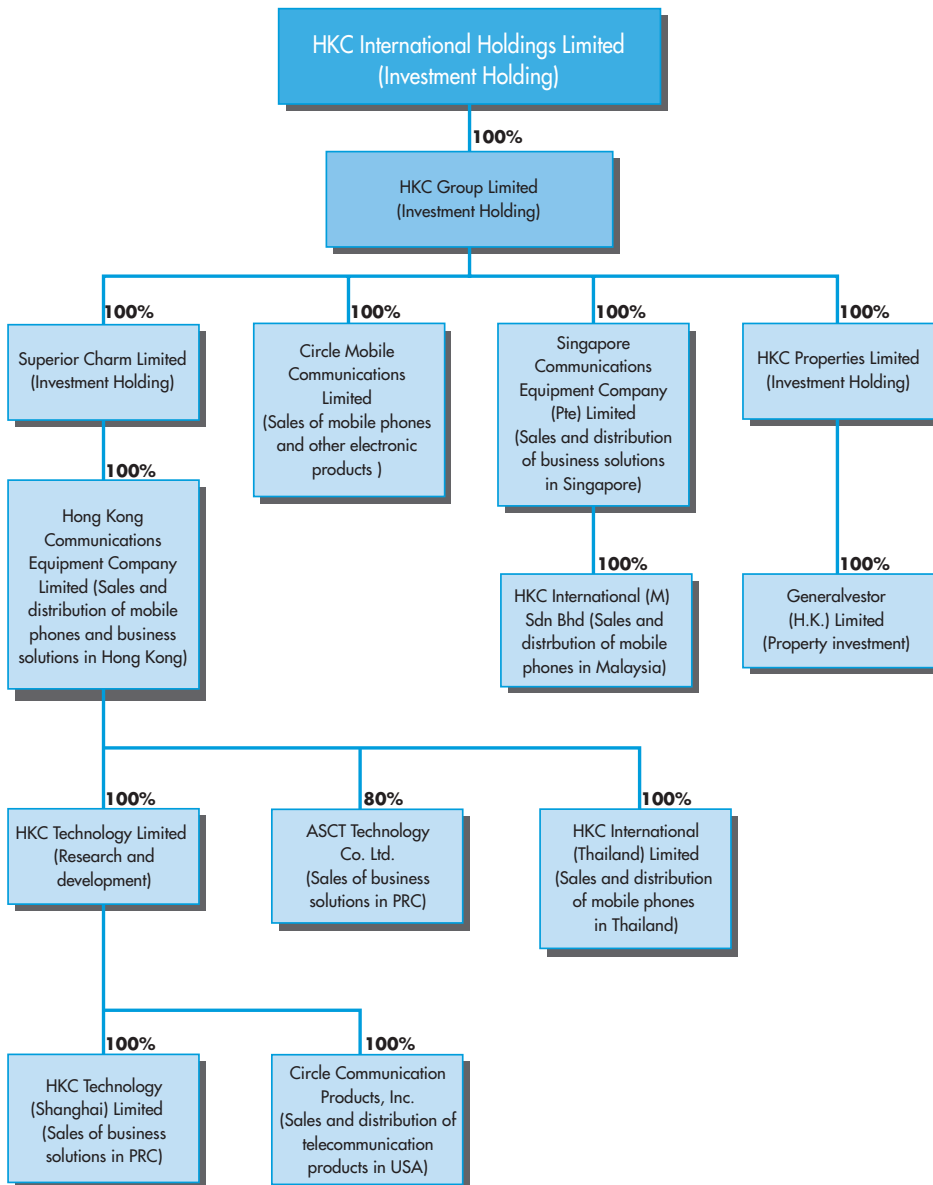 HKC International Holdings Limited
(Investment Holding)
100%
HKC Group Limited
(Investment Holding)
100%
Superior Charm Limited
(Investment Holding)
100%
Circle Mobile
Communications
Limited
(Sales of mobile phones
and other electronic
products )
100%
Singapore
Communications
Equipment Company
(Pte) Limited
(Sales and distribution
of business solutions
in Singapore)
100%
HKC Properties Limited
(Investment Holding)
100%
Hong Kong
Communications
Equipment Company
Limited (Sales and
distribution of mobile
phones and business
solutions in Hong Kong)
100%
HKC International (M)
Sdn Bhd (Sales and
distrbution of mobile
phones in Malaysia)
100%
Generalvestor
(H.K.) Limited
(Property investment)
100%
HKC Technology Limited
(Research and
development)
80%
ASCT Technology
Co. Ltd.
(Sales of business
solutions in PRC)
100%
HKC International
(Thailand) Limited
(Sales and distribution
of mobile phones
in Thailand)
100%
HKC Technology
(Shanghai) Limited
(Sales of business
solutions in PRC)
100%
Circle Communication
Products, Inc.
(Sales and distribution of
telecommunication
products in USA)